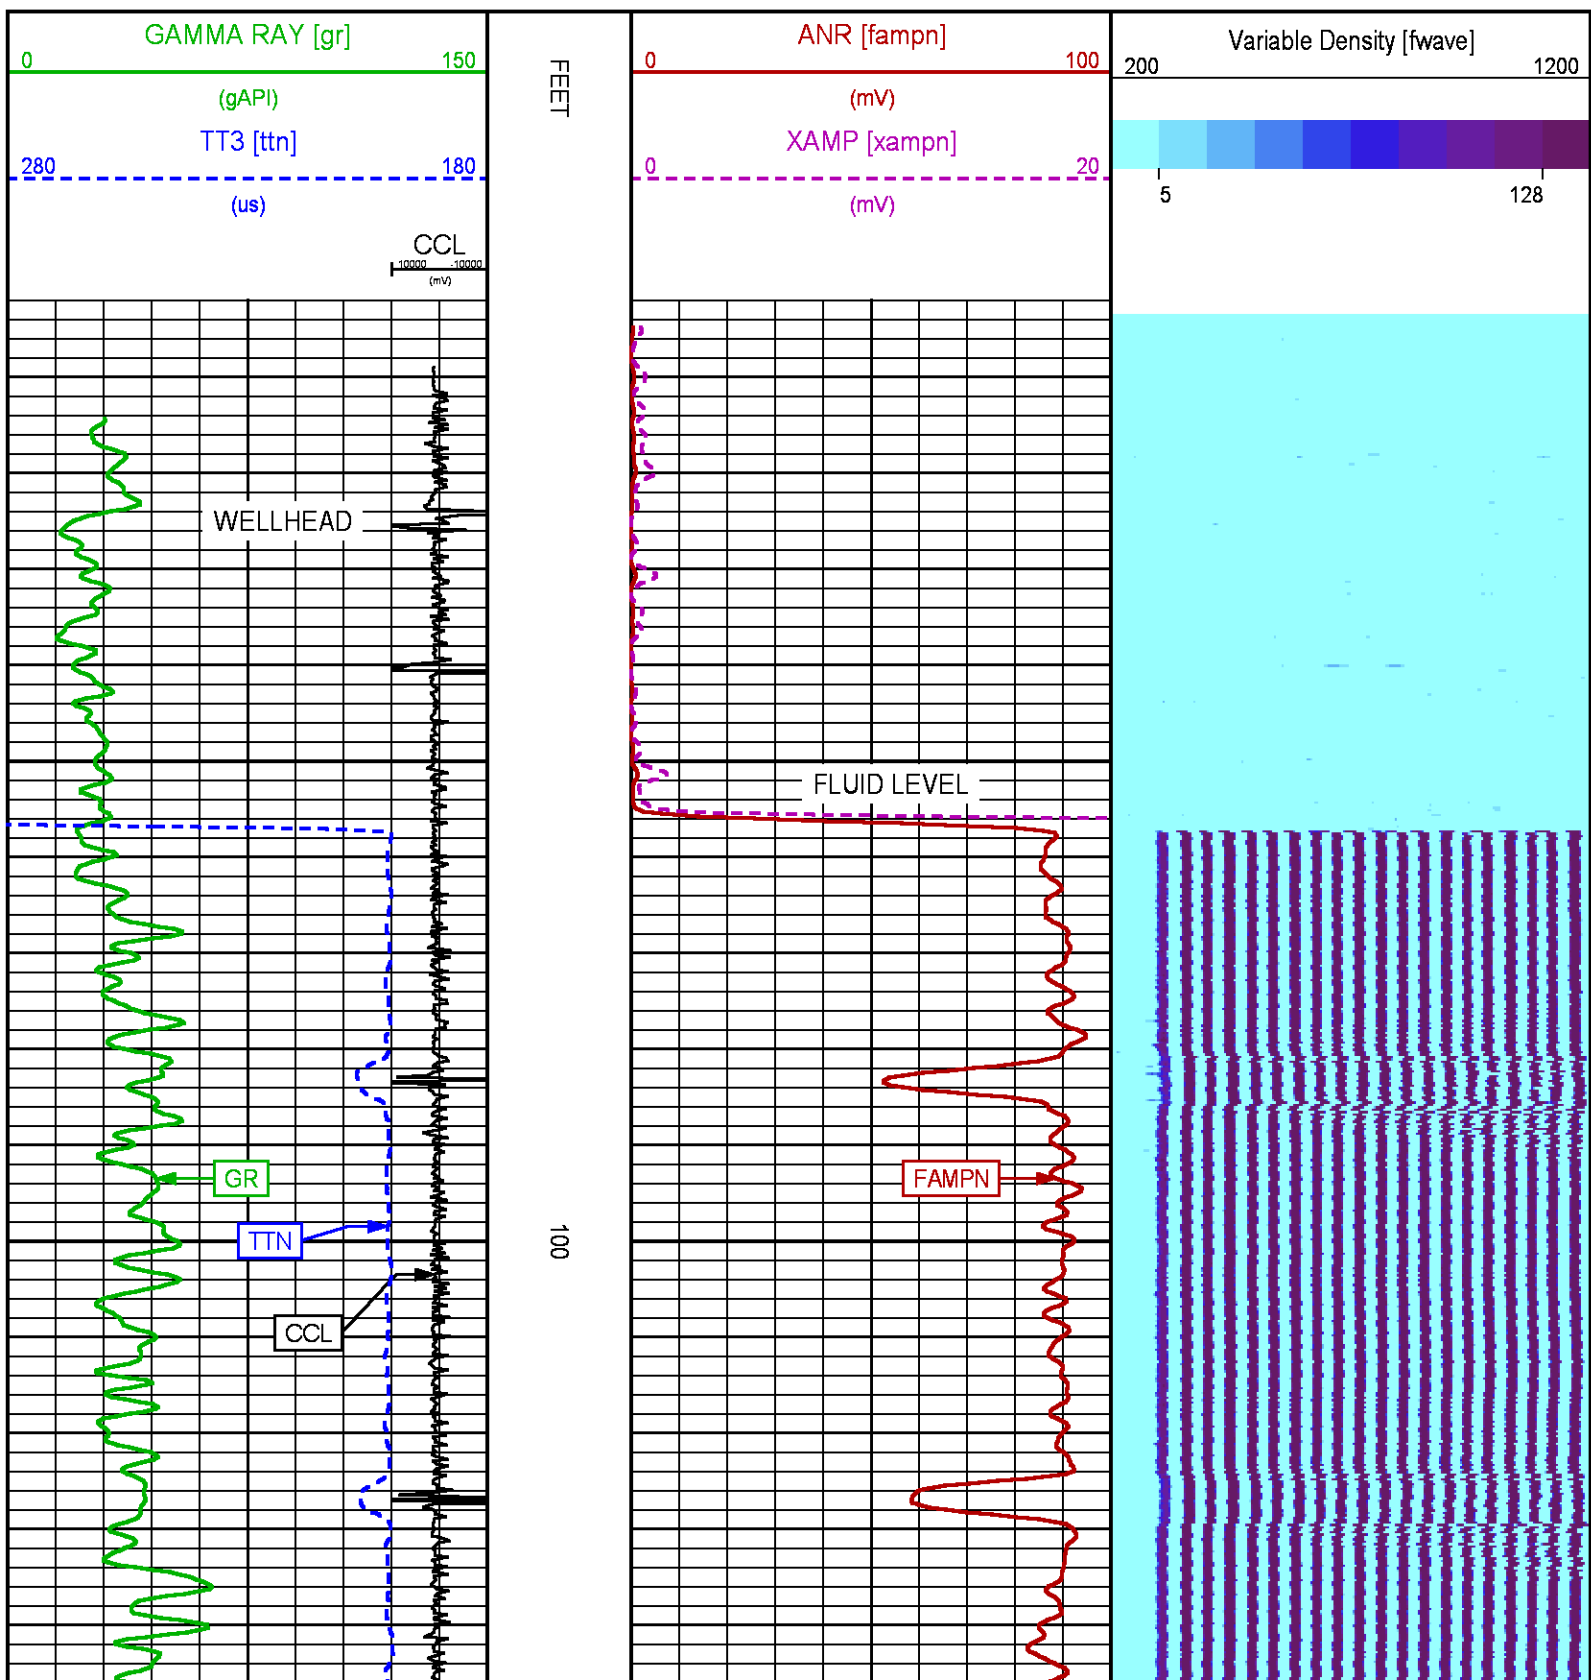 GAMMA RAY [gr]
0 150
(gAPI)
TT3 [ttn]
280 180
(us)
CCL
10000 -10000
(mV)
FEET
ANR [fampn]
0 100
(mV)
XAMP [xampn]
0 20
(mV)
Variable Density [fwave]
200 1200
5 128
WELLHEAD
FLUID LEVEL
GR
FAMPN
TTN
100
CCL